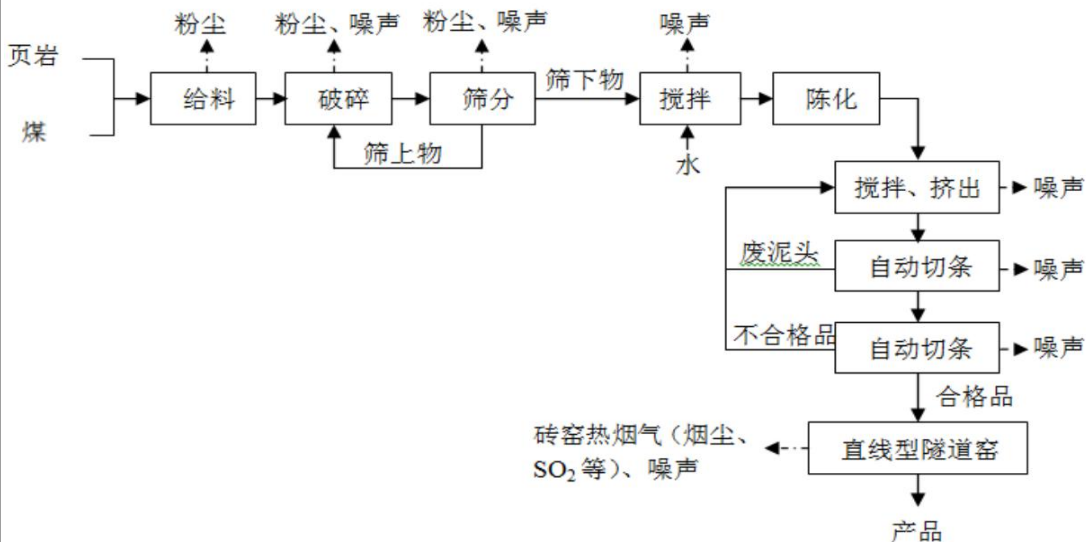 粉尘
粉尘、噪声
粉尘、噪声
噪声
页岩
煤
给料
破碎
筛分
筛下物
搅拌
陈化
筛上物
水
搅拌、挤出
噪声
废泥头
自动切条
噪声
不合格品
自动切条
噪声
合格品
砖窑热烟气（烟尘、
SO₂等）、噪声
直线型隧道窑
产品